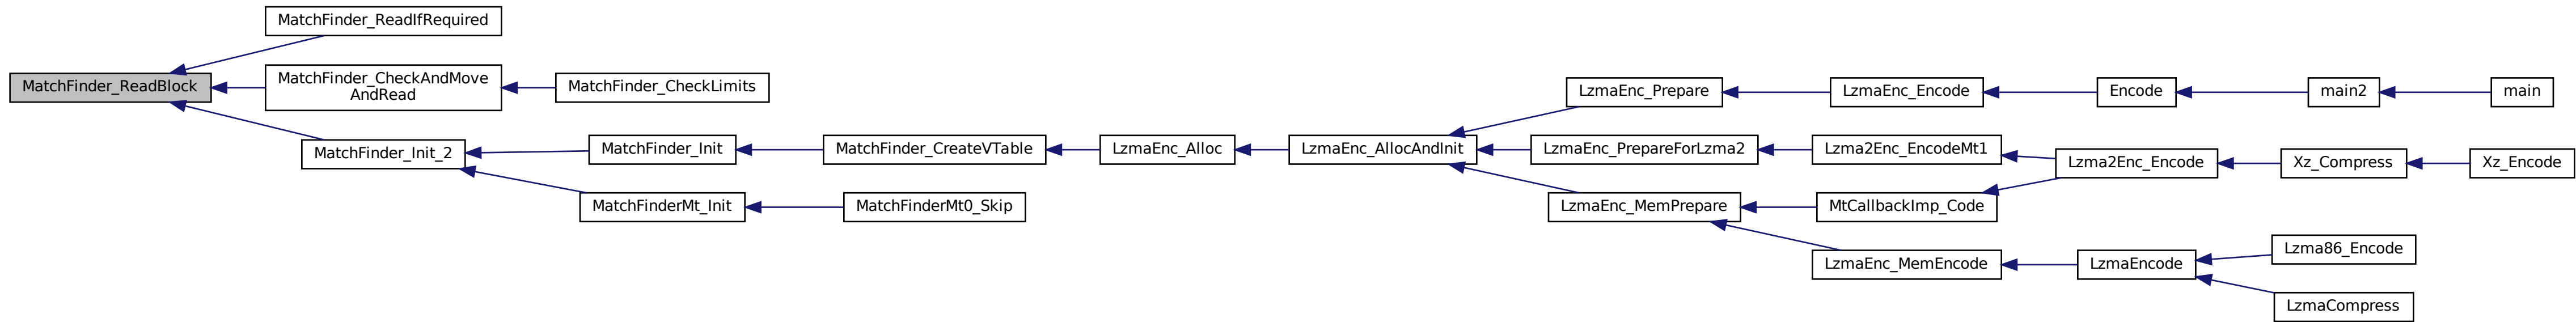 MatchFinder_ReadBlock
MatchFinder_ReadIfRequired
MatchFinder_CheckAndMove
AndRead
MatchFinder_CheckLimits
MatchFinder_Init_2
MatchFinder_Init
MatchFinder_CreateVTable
LzmaEnc_Alloc
LzmaEnc_AllocAndInit
LzmaEnc_Prepare
LzmaEnc_Encode
Encode
main2
main
LzmaEnc_PrepareForLzma2
Lzma2Enc_EncodeMt1
Lzma2Enc_Encode
Xz_Compress
Xz_Encode
LzmaEnc_MemPrepare
MtCallbackImp_Code
LzmaEnc_MemEncode
LzmaEncode
Lzma86_Encode
LzmaCompress
MatchFinderMt_Init
MatchFinderMt0_Skip